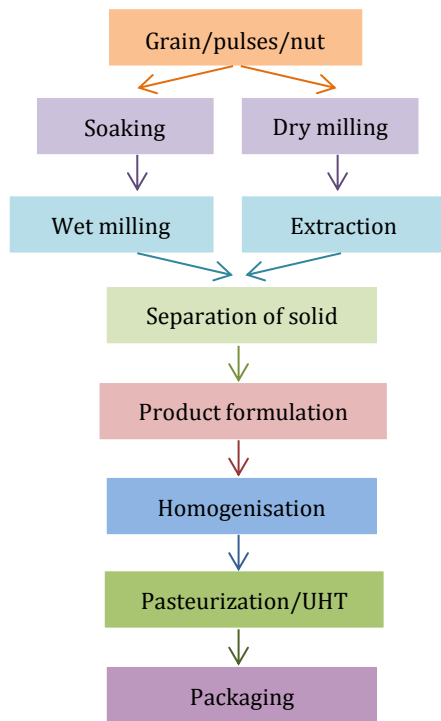 Grain/pulses/nut
Soaking
Dry milling
Wet milling
Extraction
Separation of solid
Product formulation
Homogenisation
Pasteurization/UHT
Packaging